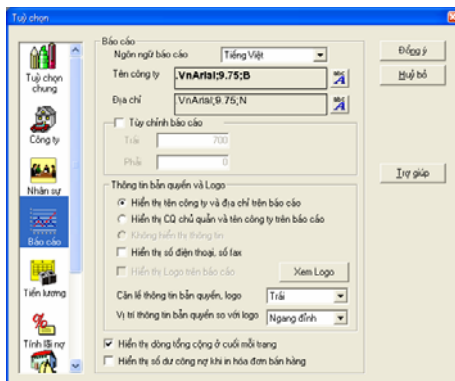 Tuỳ chọn
Báo cáo
Ngôn ngữ báo cáo Tiếng Việt
Tên công ty .VnArial;9.75;B
Địa chỉ VnArial;9.75;N
Tùy chỉnh báo cáo
Trái 700
Phải 0
Thông tin bản quyền và Logo
Hiển thị tên công ty và địa chỉ trên báo cáo
Hiển thị CQ chủ quản và tên công ty trên báo cáo
Không hiển thị thông tin
Hiển thị số điện thoại, số fax
Hiển thị Logo trên báo cáo Xem Logo
Căn lề thông tin bản quyền, logo Trái
Vị trí thông tin bản quyền so với logo Ngang đỉnh
Hiển thị dòng tổng cộng ở cuối mỗi trang
Hiển thị số dư công nợ khi in hóa đơn bán hàng
Tuỳ chọn
chung
Công ty
Nhân sự
Báo cáo
Tiền lương
Tính lãi nợ
Đồng ý
Huỷ bỏ
Trợ giúp